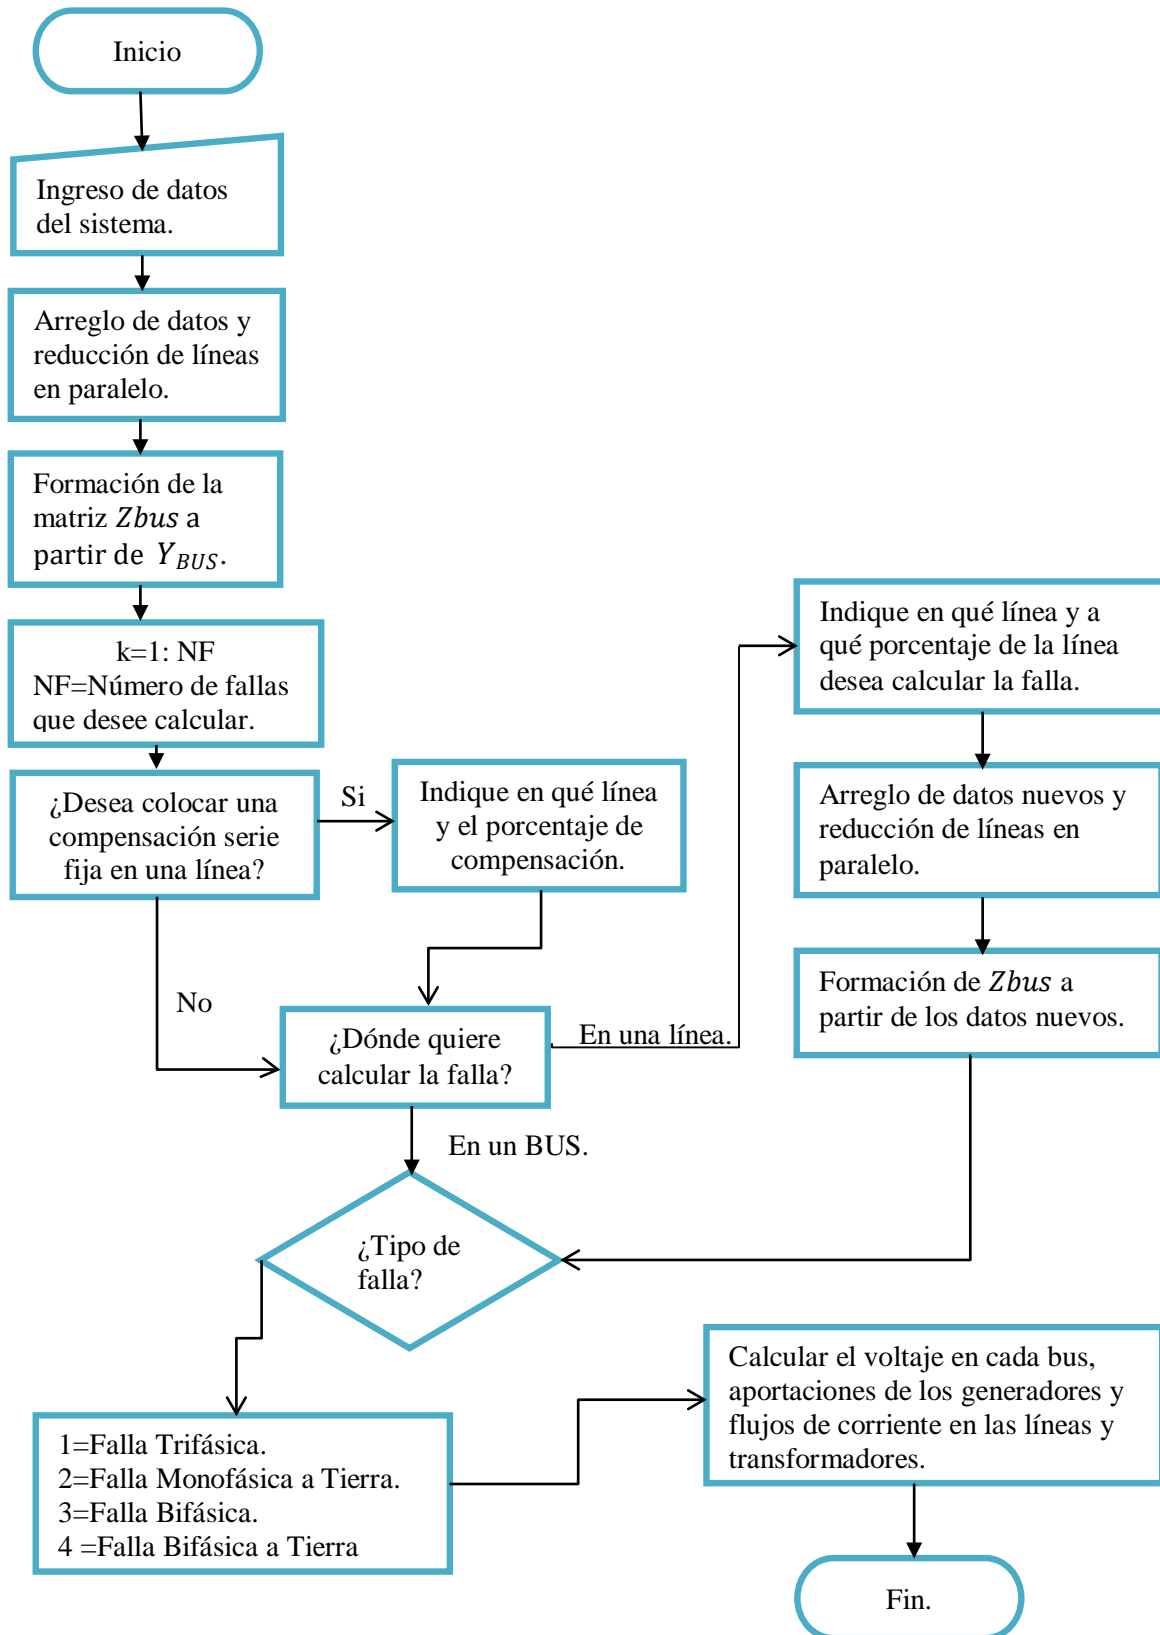 Inicio
Ingreso de datos
del sistema.
Arreglo de datos y
reducción de líneas
en paralelo.
Formación de la
matriz Zbus a
partir de Y_BUS.
k=1: NF
NF=Número de fallas
que desee calcular.
¿Desea colocar una
compensación serie
fija en una línea?
Si
Indique en qué línea
y el porcentaje de
compensación.
No
¿Dónde quiere
calcular la falla?
En una línea.
Indique en qué línea y a
qué porcentaje de la línea
desea calcular la falla.
Arreglo de datos nuevos y
reducción de líneas en
paralelo.
Formación de Zbus a
partir de los datos nuevos.
En un BUS.
¿Tipo de
falla?
1=Falla Trifásica.
2=Falla Monofásica a Tierra.
3=Falla Bifásica.
4 =Falla Bifásica a Tierra
Calcular el voltaje en cada bus,
aportaciones de los generadores y
flujos de corriente en las líneas y
transformadores.
Fin.